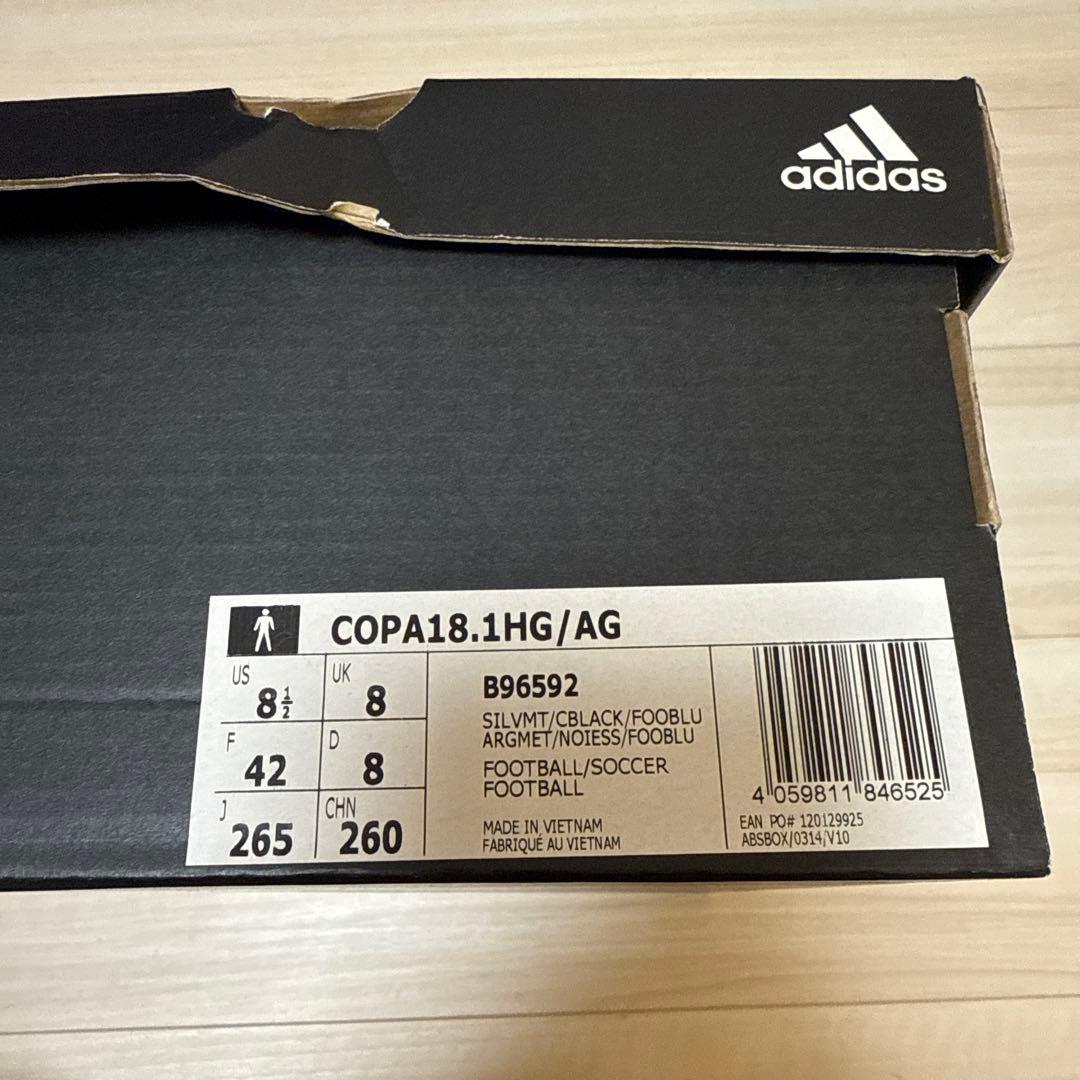 adidas
COPA18.1HG/AG
US 8½ UK 8
F 42 D 8
J 265 CHN 260
B96592
SILVMT/CBLACK/FOOBLU
ARGMET/NOIESS/FOOBLU
FOOTBALL/SOCCER
FOOTBALL
MADE IN VIETNAM
FABRIQUÉ AU VIETNAM
4 059811 846525
EAN PO# 120129925
ABSBOX/0314/V10